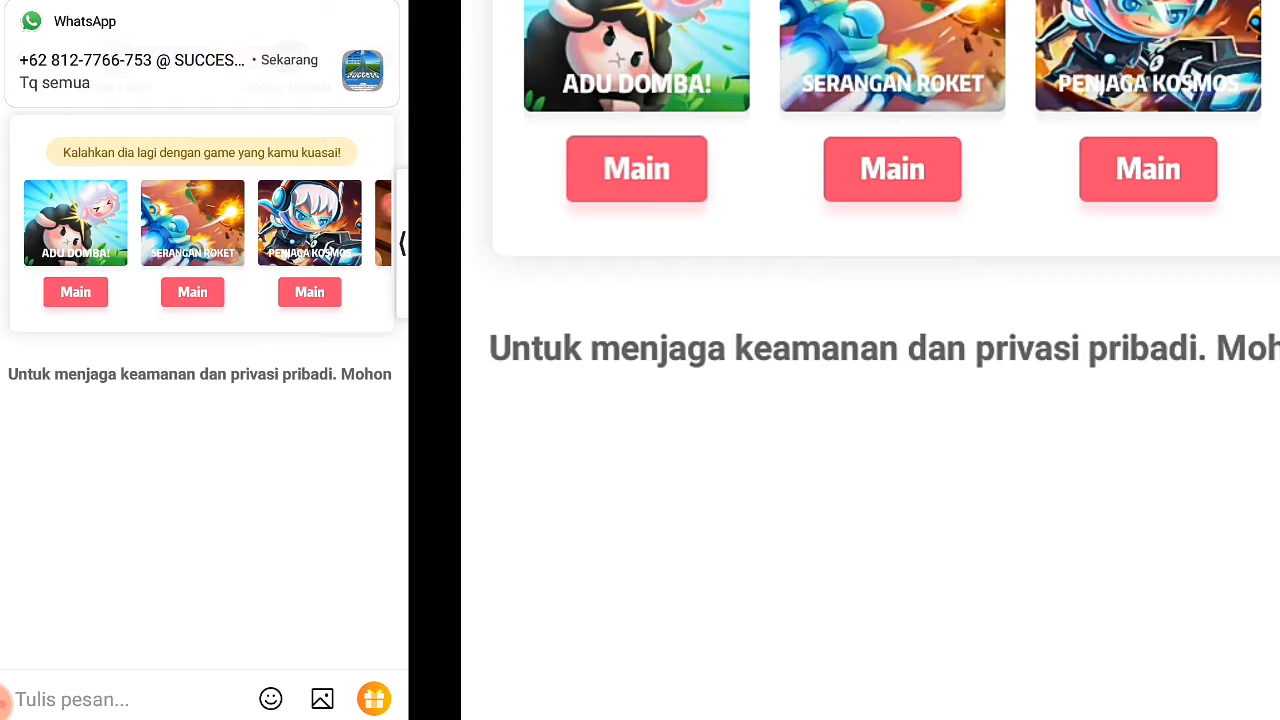 WhatsApp
+62 812-7766-753 @ SUCCES... • Sekarang
Tq semua
Kalahkan dia lagi dengan game yang kamu kuasai!
ADU DOMBA!
SERANGAN ROKET
PENJAGA KOSMOS
Main
Main
Main
Untuk menjaga keamanan dan privasi pribadi. Mohon
Tulis pesan...
ADU DOMBA!
SERANGAN ROKET
PENJAGA KOSMOS
Main
Main
Main
Untuk menjaga keamanan dan privasi pribadi. Moh